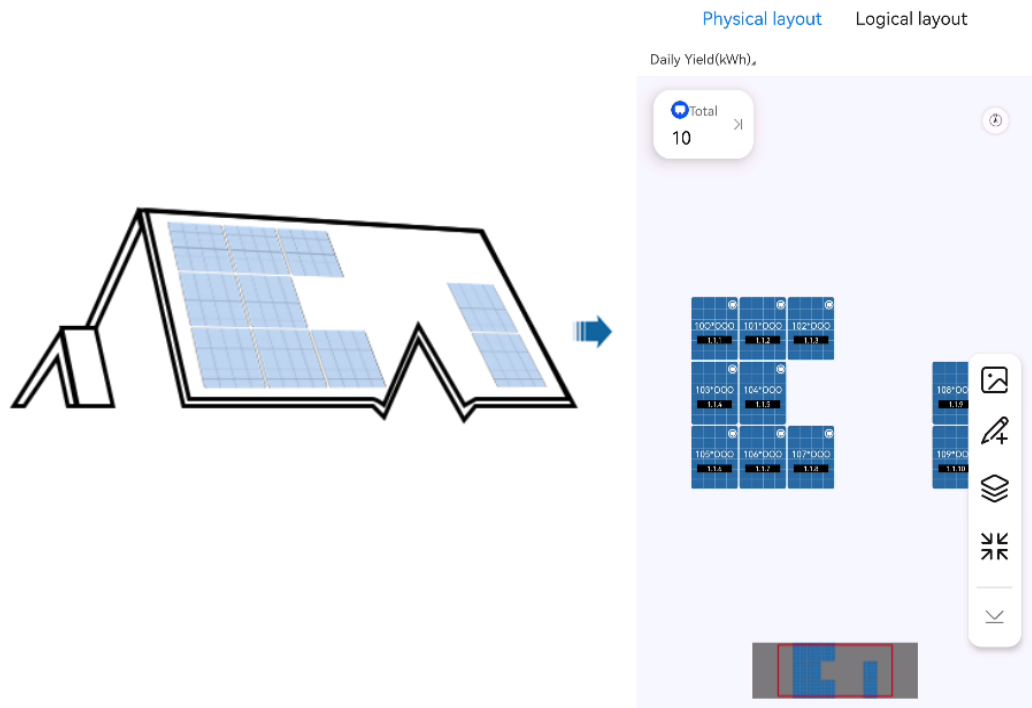 Physical layout Logical layout
Daily Yield(kWh)
Total
10
100*DOO 101*DOO 102*DOO
1.1.1 1.1.2 1.1.3
103*DOO 104*DOO
1.1.4 1.1.5
108*DO
1.1.9
105*DOO 106*DOO 107*DOO
1.1.6 1.1.7 1.1.8
109*DO
1.1.10